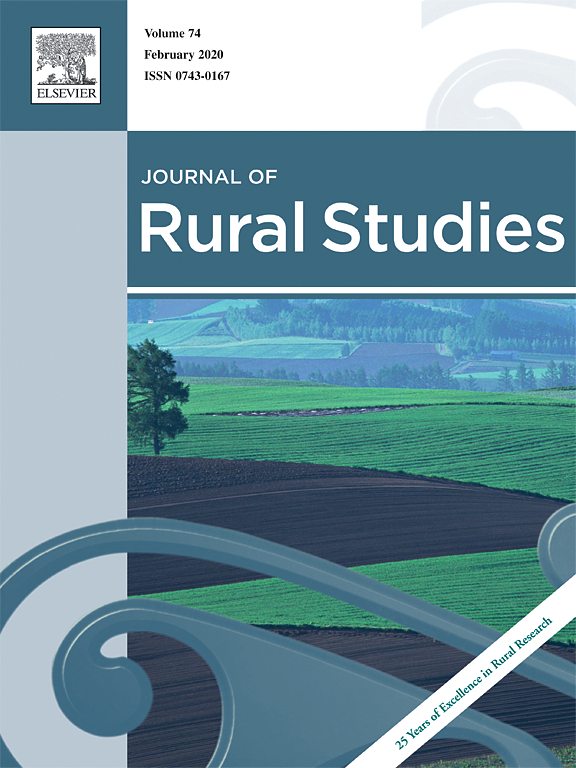 Volume 74
February 2020
ISSN 0743-0167
ELSEVIER
JOURNAL OF
Rural Studies
25 Years of Excellence in Rural Research